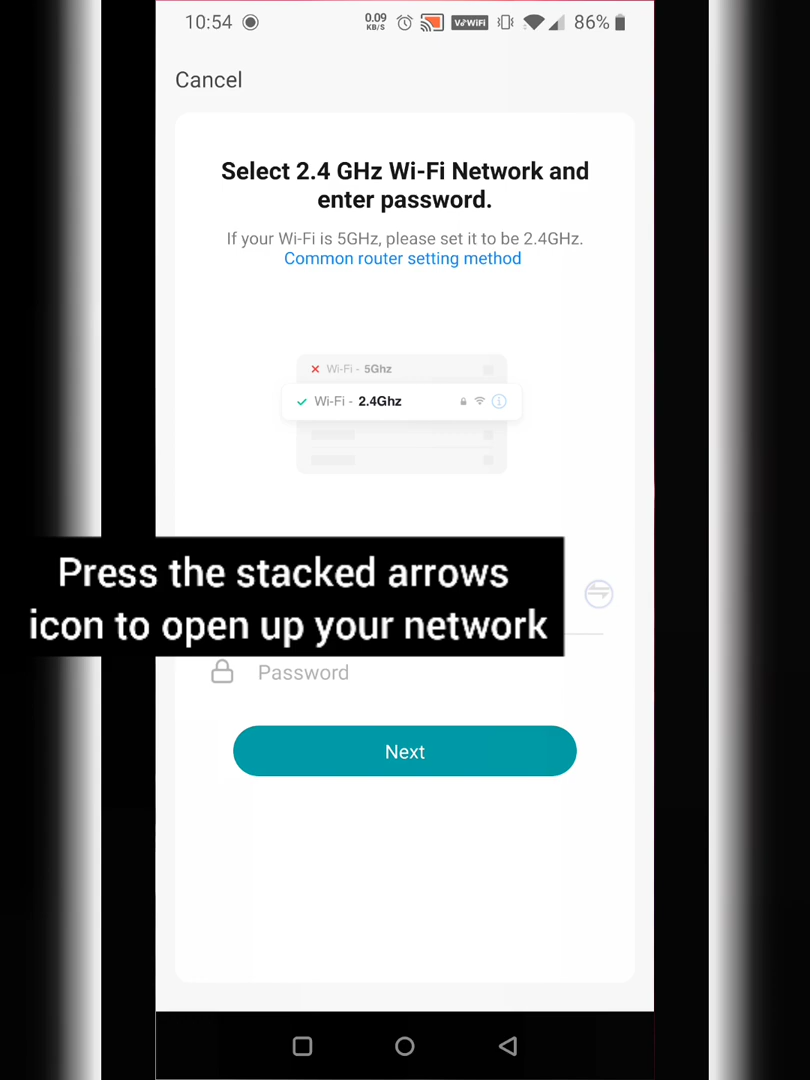 10:54
0.09
KB/S
VoWiFi
86%
Cancel
Select 2.4 GHz Wi-Fi Network and
enter password.
If your Wi-Fi is 5GHz, please set it to be 2.4GHz.
Common router setting method
Wi-Fi - 5Ghz
Wi-Fi - 2.4Ghz
Press the stacked arrows
icon to open up your network
Password
Next